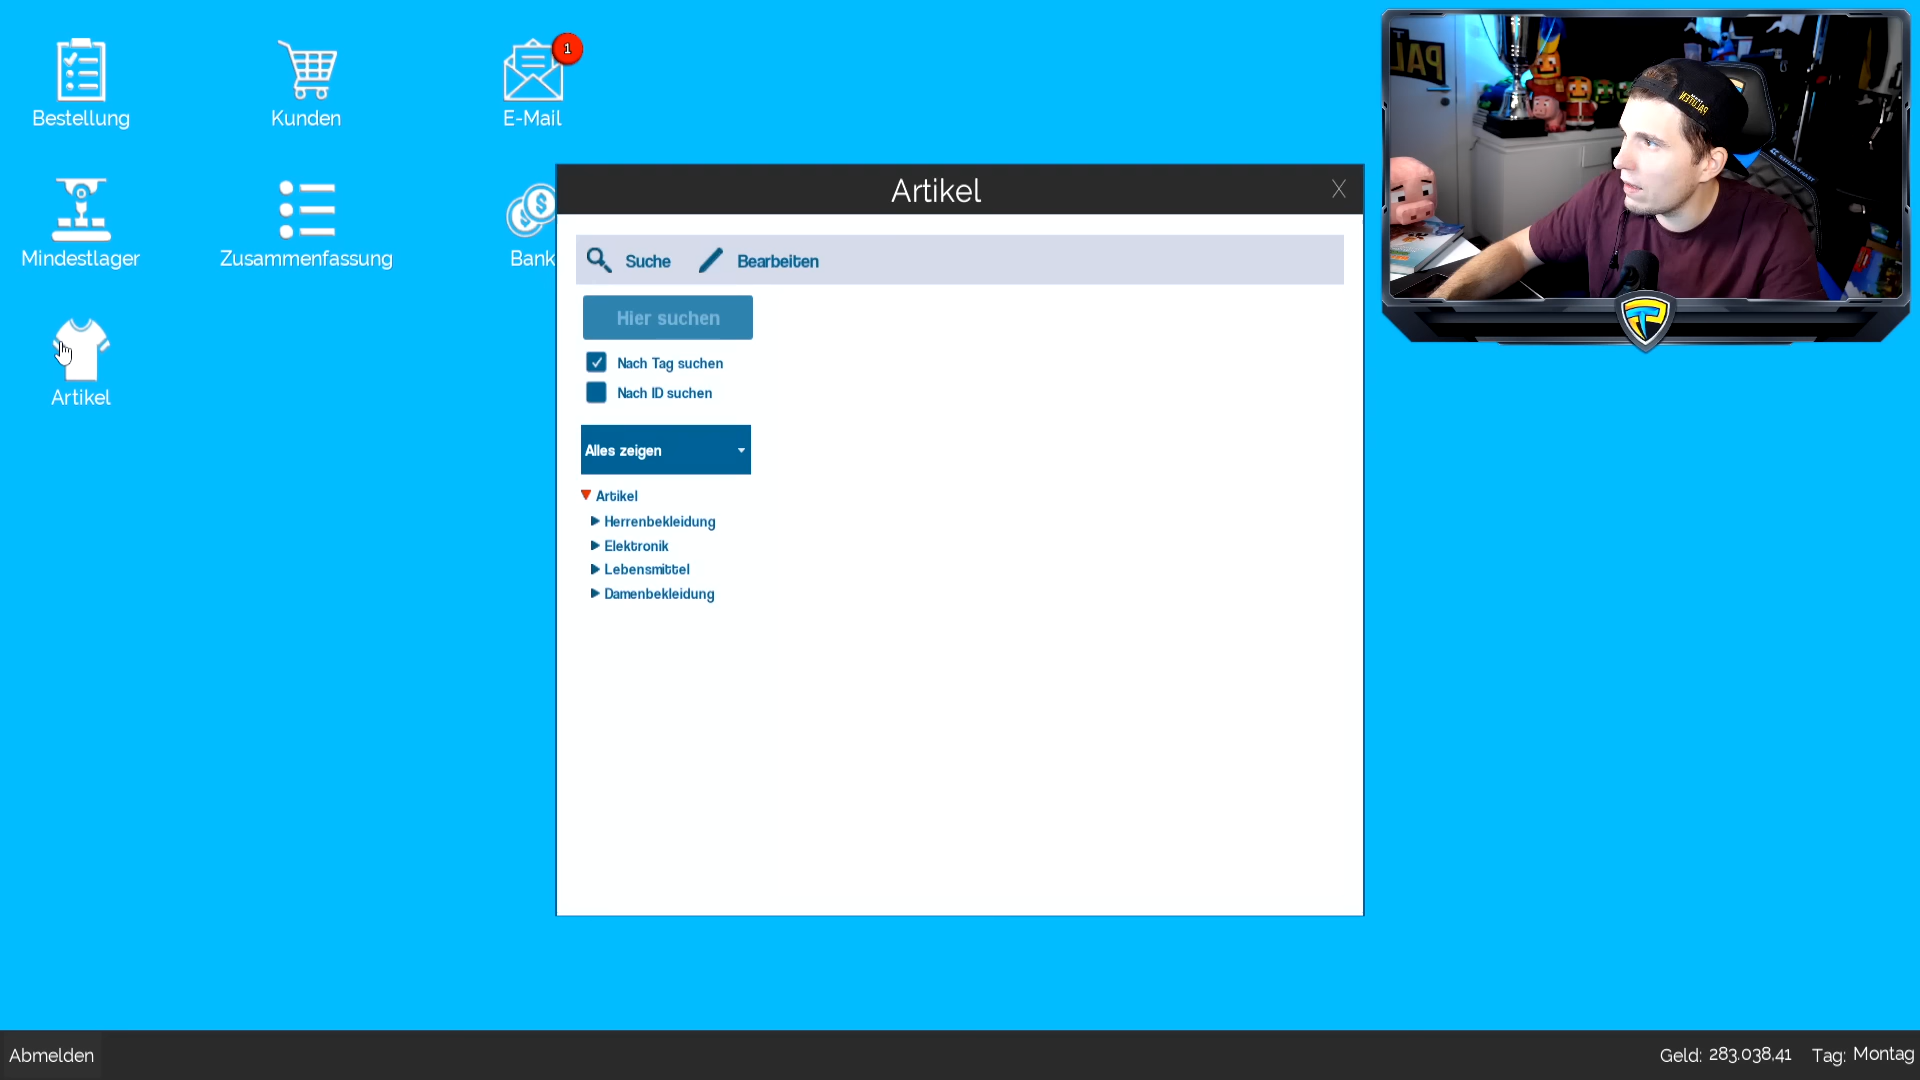 Bestellung
Kunden
E-Mail
1
Mindestlager
Zusammenfassung
Bank
Artikel
Artikel
X
Suche
Bearbeiten
Hier suchen
Nach Tag suchen
Nach ID suchen
Alles zeigen
Artikel
Herrenbekleidung
Elektronik
Lebensmittel
Damenbekleidung
Abmelden
Geld: 283.038,41
Tag: Montag